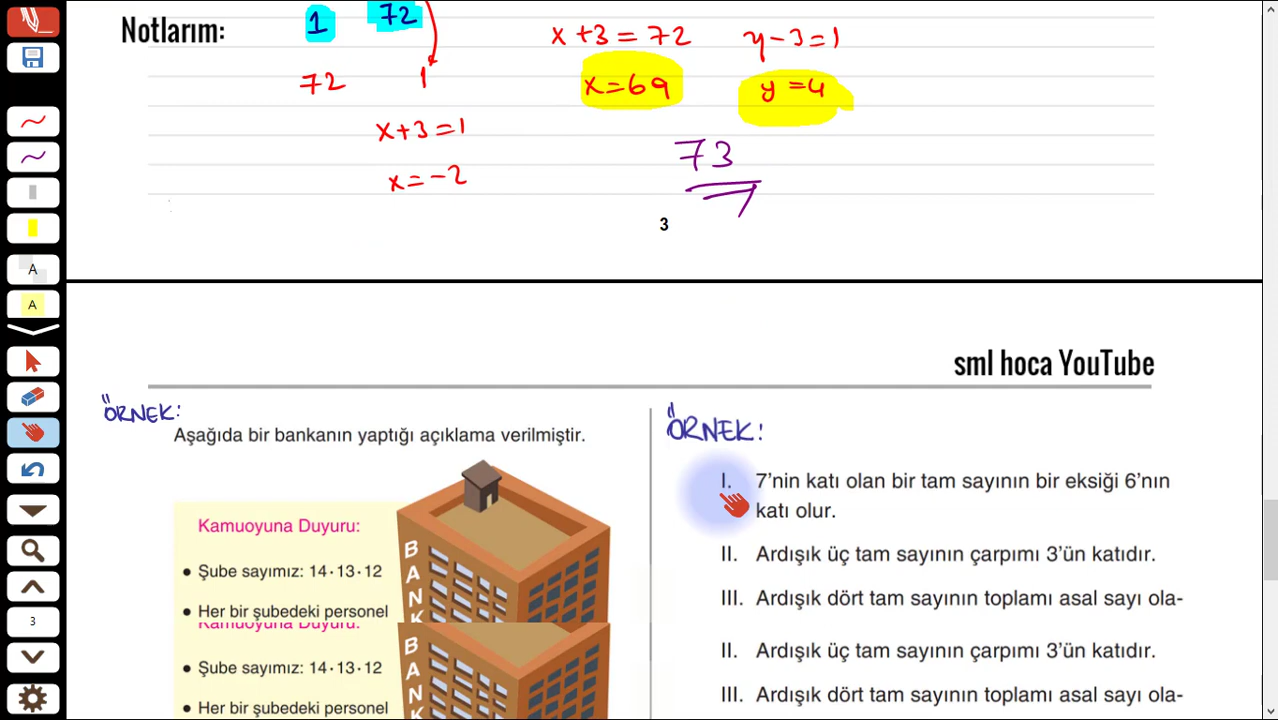 Notlarım:
1 72
72 1
x+3=1
x=-2
x+3=72
x=69
y-3=1
y=4
73
3
A
A
3
sml hoca YouTube
ÖRNEK:
Aşağıda bir bankanın yaptığı açıklama verilmiştir.
Kamuoyuna Duyuru:
• Şube sayımız: 14·13·12
• Her bir şubedeki personel
Kamuoyuna Duyuru:
• Şube sayımız: 14·13·12
• Her bir şubedeki personel
B
A
N
K
B
A
N
ÖRNEK:
I. 7'nin katı olan bir tam sayının bir eksiği 6'nın
katı olur.
II. Ardışık üç tam sayının çarpımı 3'ün katıdır.
III. Ardışık dört tam sayının toplamı asal sayı ola-
II. Ardışık üç tam sayının çarpımı 3'ün katıdır.
III. Ardışık dört tam sayının toplamı asal sayı ola-